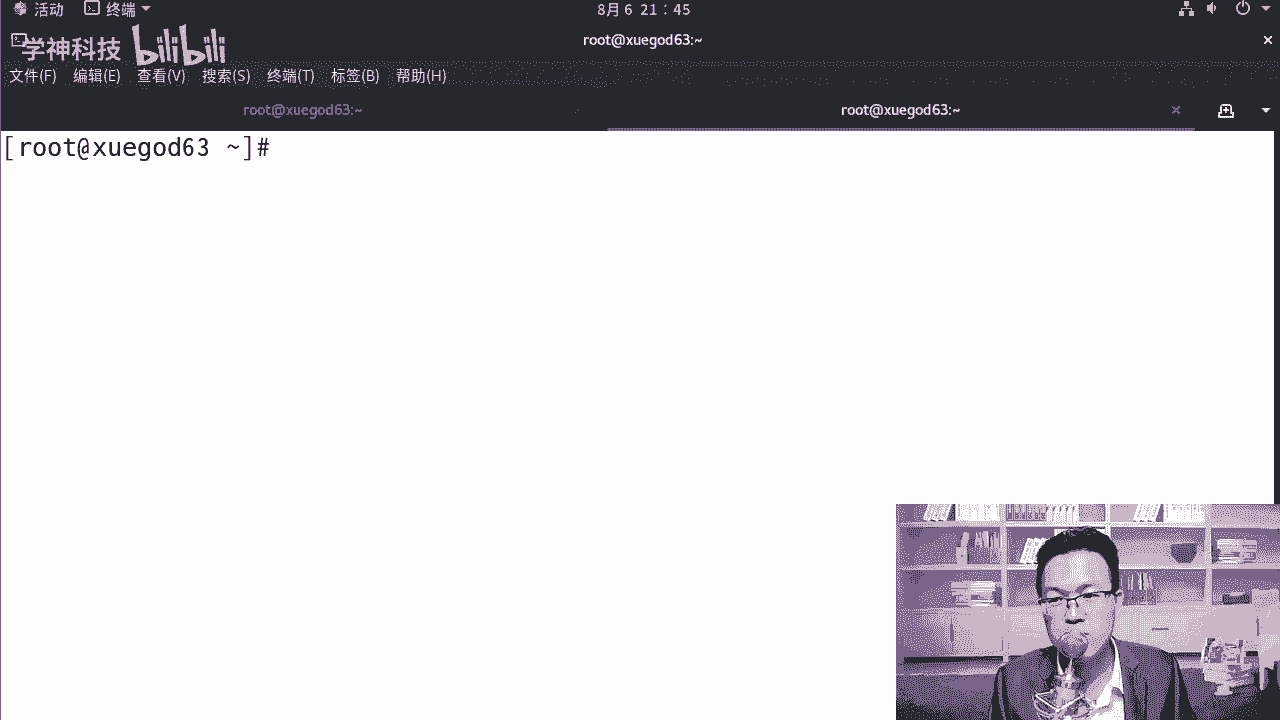 活动 终端 8月 6 21：45
学神科技 bilibili root@xuegod63:~
文件(F) 编辑(E) 查看(V) 搜索(S) 终端(T) 标签(B) 帮助(H)
root@xuegod63:~ root@xuegod63:~
[root@xuegod63 ~]#